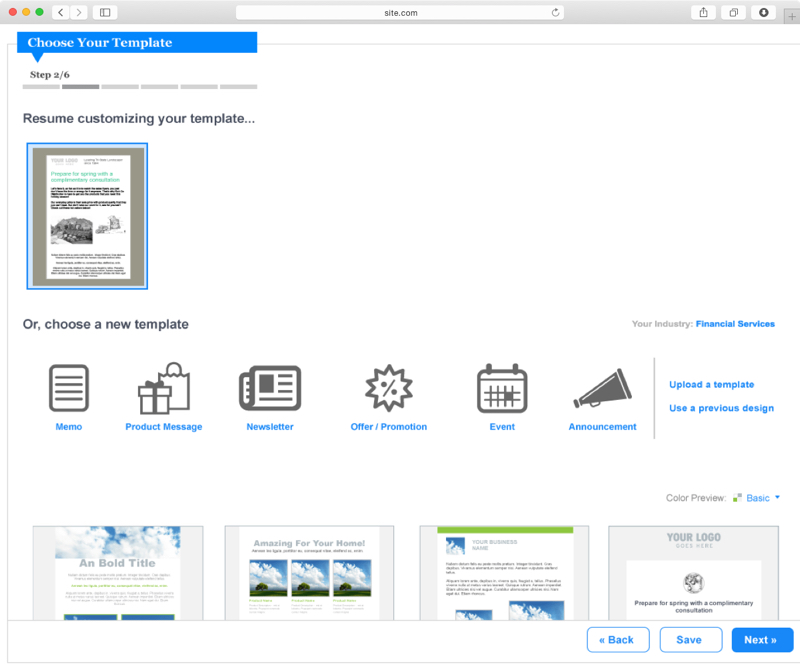 site.com
Choose Your Template
Step 2/6
Resume customizing your template...
YOUR LOGO
Prepare for spring with a
complimentary consultation
Or, choose a new template
Your Industry: Financial Services
Memo
Product Message
Newsletter
Offer / Promotion
Event
Announcement
Upload a template
Use a previous design
Color Preview: Basic
An Bold Title
Amazing For Your Home!
YOUR BUSINESS
NAME
YOUR LOGO
GOES HERE
Prepare for spring with a complimentary
consultation
« Back
Save
Next »